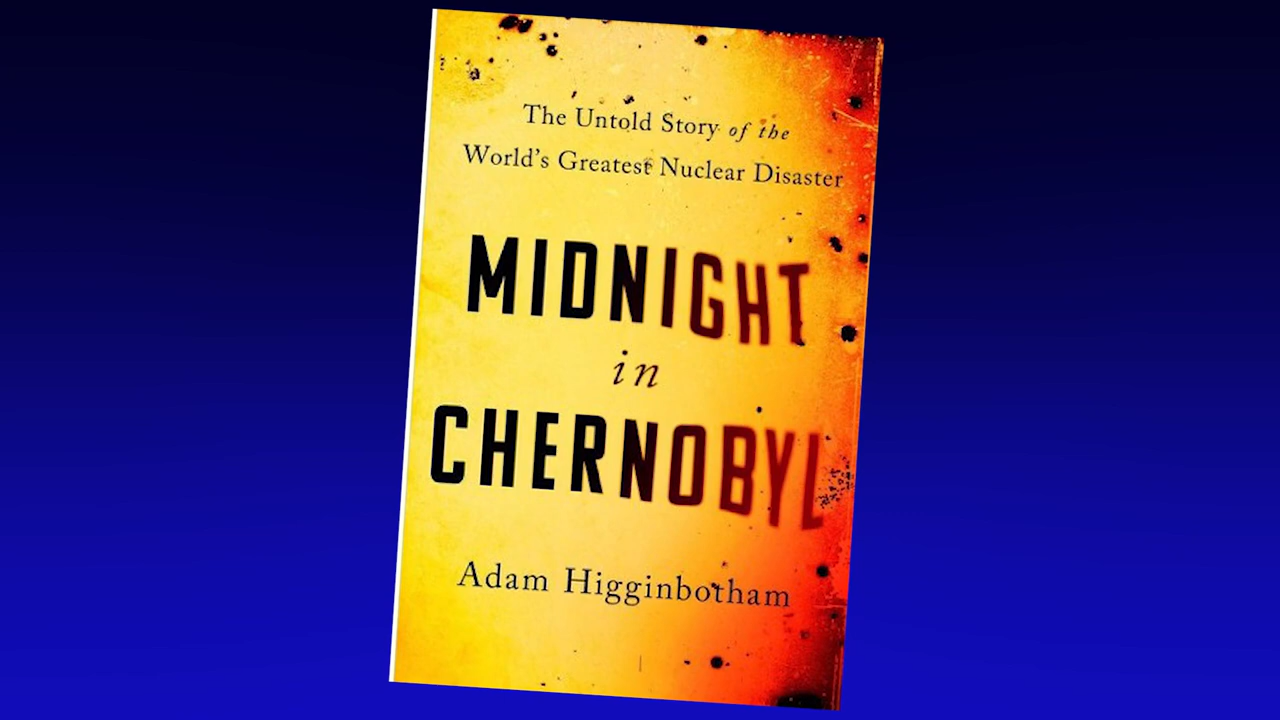 The Untold Story of the
World's Greatest Nuclear Disaster
MIDNIGHT
in
CHERNOBYL
Adam Higginbotham